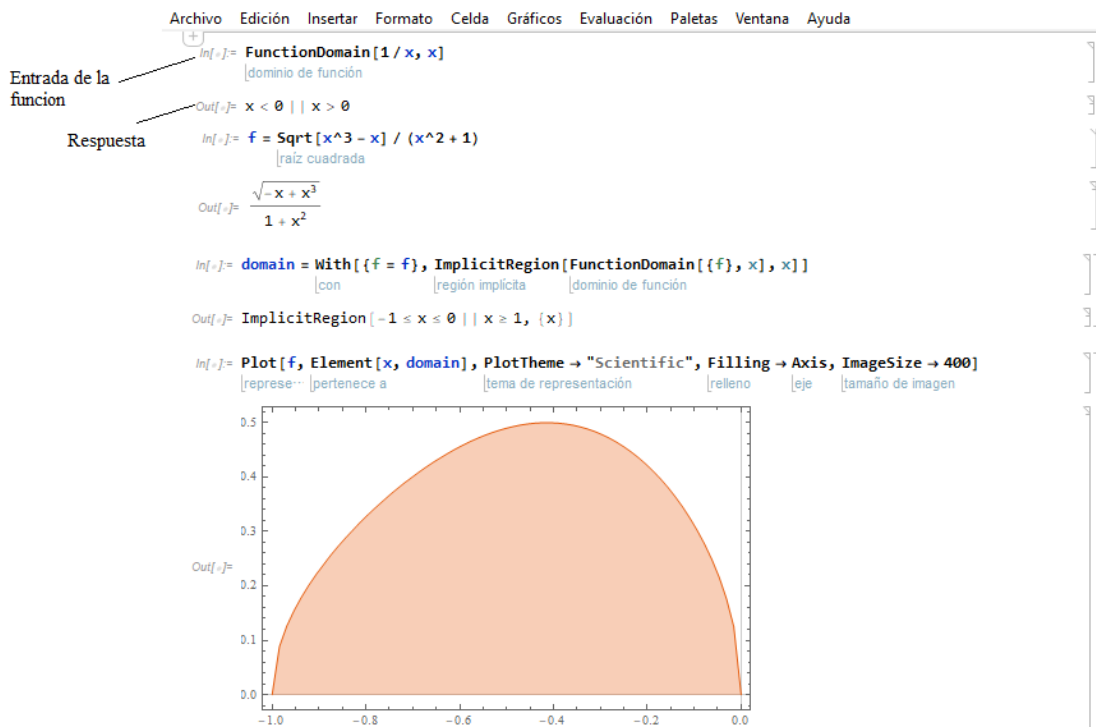 Archivo Edición Insertar Formato Celda Gráficos Evaluación Paletas Ventana Ayuda
In[ ]:= FunctionDomain[1 / x, x]
dominio de función
Entrada de la
funcion
Out[ ]= x < 0 || x > 0
Respuesta
In[ ]:= f = Sqrt[x^3 - x] / (x^2 + 1)
raíz cuadrada
Out[ ]= √(-x + x³)
1 + x²
In[ ]:= domain = With[{f = f}, ImplicitRegion[FunctionDomain[{f}, x], x]]
con región implícita dominio de función
Out[ ]= ImplicitRegion[-1 ≤ x ≤ 0 || x ≥ 1, {x}]
In[ ]:= Plot[f, Element[x, domain], PlotTheme → "Scientific", Filling → Axis, ImageSize → 400]
represe⋯ pertenece a tema de representación relleno eje tamaño de imagen
0.5
0.4
0.3
Out[ ]=
0.2
0.1
0.0
-1.0 -0.8 -0.6 -0.4 -0.2 0.0